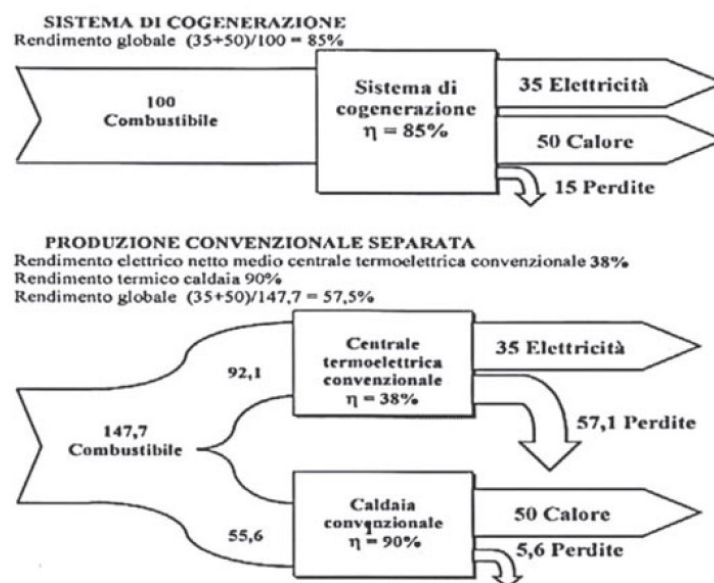 SISTEMA DI COGENERAZIONE
Rendimento globale (35+50)/100 = 85%
100
Combustibile
Sistema di
cogenerazione
η = 85%
35 Elettricità
50 Calore
15 Perdite
PRODUZIONE CONVENZIONALE SEPARATA
Rendimento elettrico netto medio centrale termoelettrica convenzionale 38%
Rendimento termico caldaia 90%
Rendimento globale (35+50)/147,7 = 57,5%
147,7
Combustibile
92,1
Centrale
termoelettrica
convenzionale
η = 38%
35 Elettricità
57,1 Perdite
55,6
Caldaia
convenzionale
η = 90%
50 Calore
5,6 Perdite